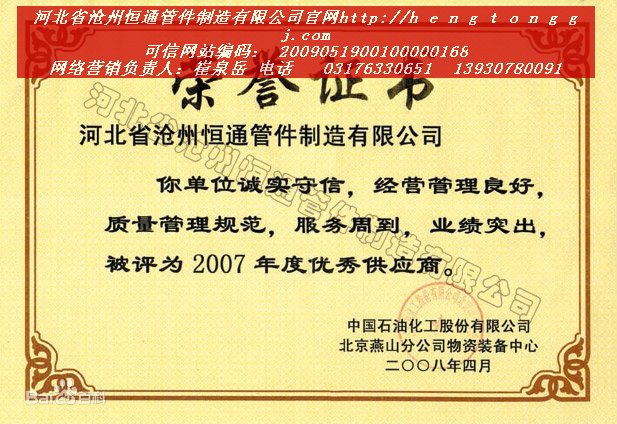 河北省沧州恒通管件制造有限公司官网http://hengtongg
j.com
可信网站编码： 2009051900100000168
网络营销负责人：崔泉岳 电话 03176330651 13930780091
荣誉证书
河北省沧州恒通管件制造有限公司
你单位诚实守信，经营管理良好，
质量管理规范，服务周到，业绩突出，
被评为2007年度优秀供应商。
河北省沧州恒通管件制造有限公司
中国石油化工股份有限公司
北京燕山分公司物资装备中心
二〇〇八年四月
Bai百科